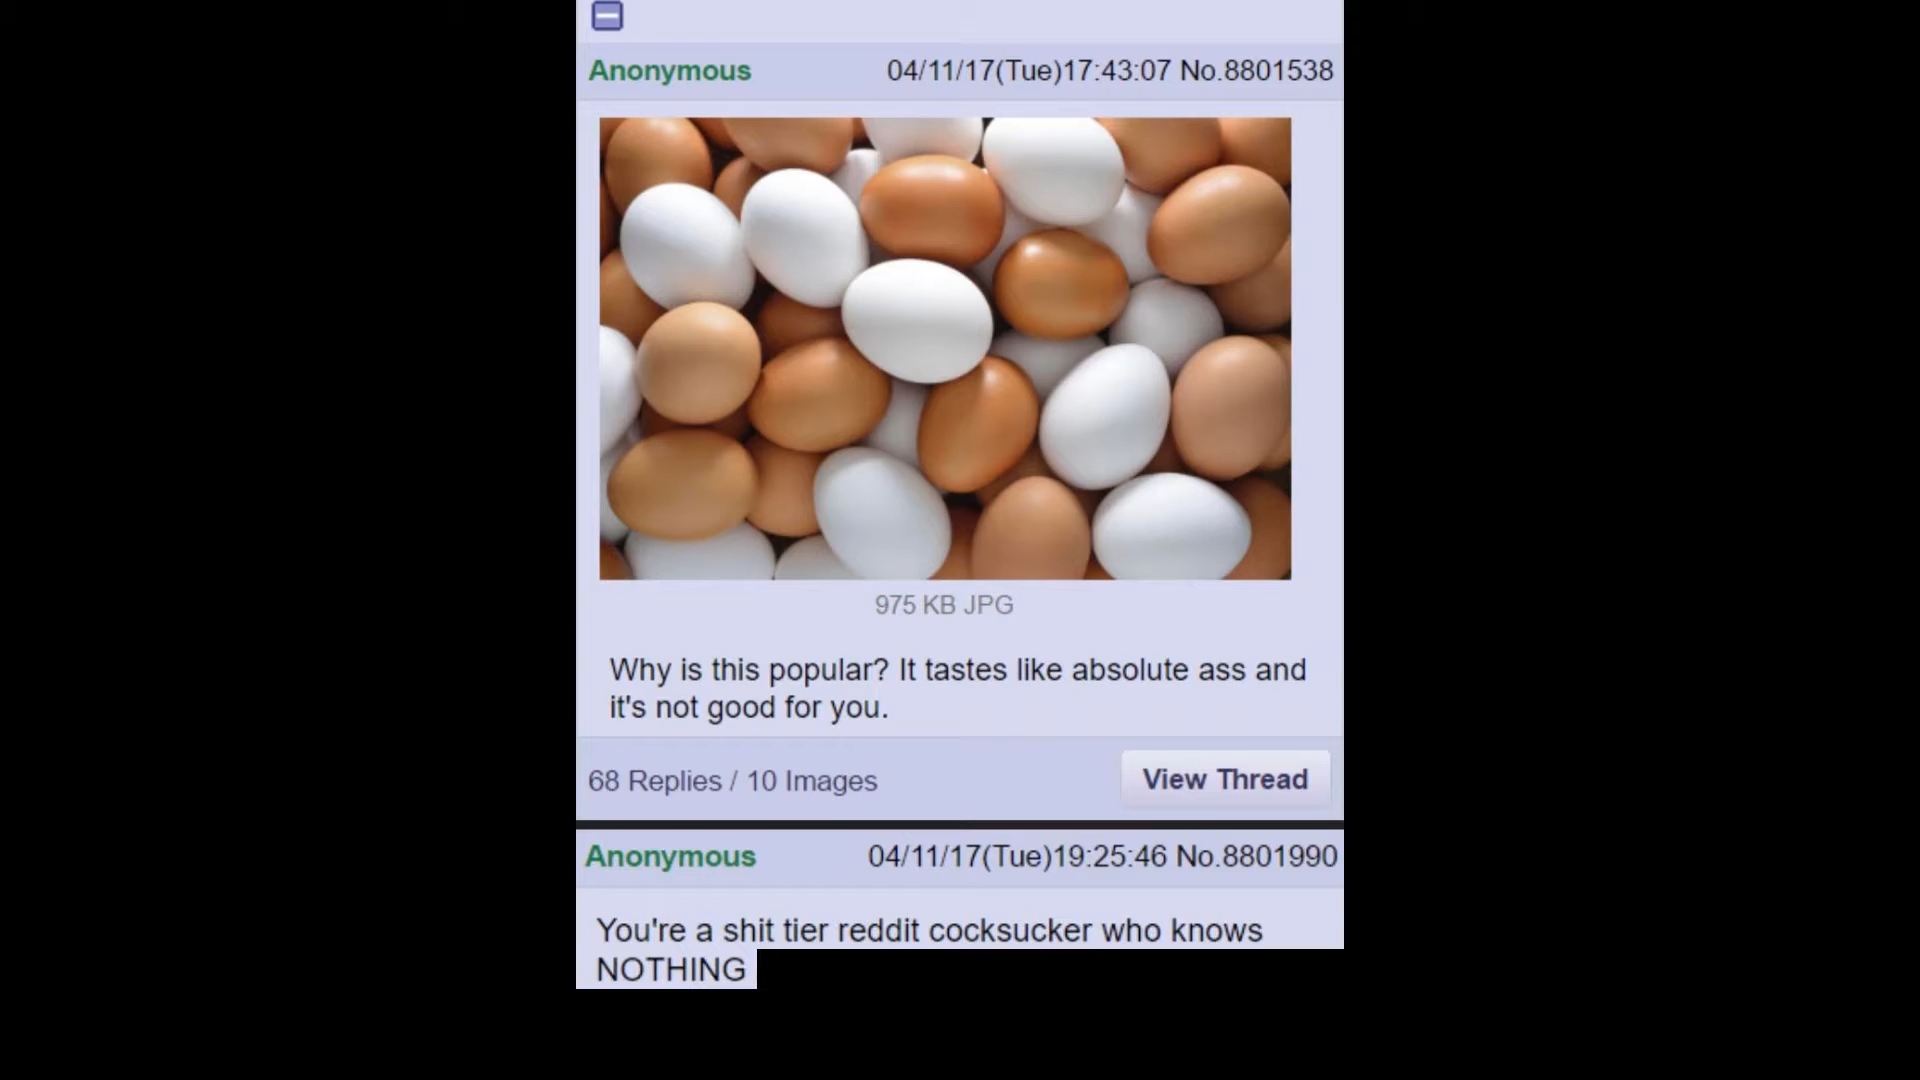 Anonymous 04/11/17(Tue)17:43:07 No.8801538
975 KB JPG
Why is this popular? It tastes like absolute ass and
it's not good for you.
68 Replies / 10 Images View Thread
Anonymous 04/11/17(Tue)19:25:46 No.8801990
You're a shit tier reddit cocksucker who knows
NOTHING